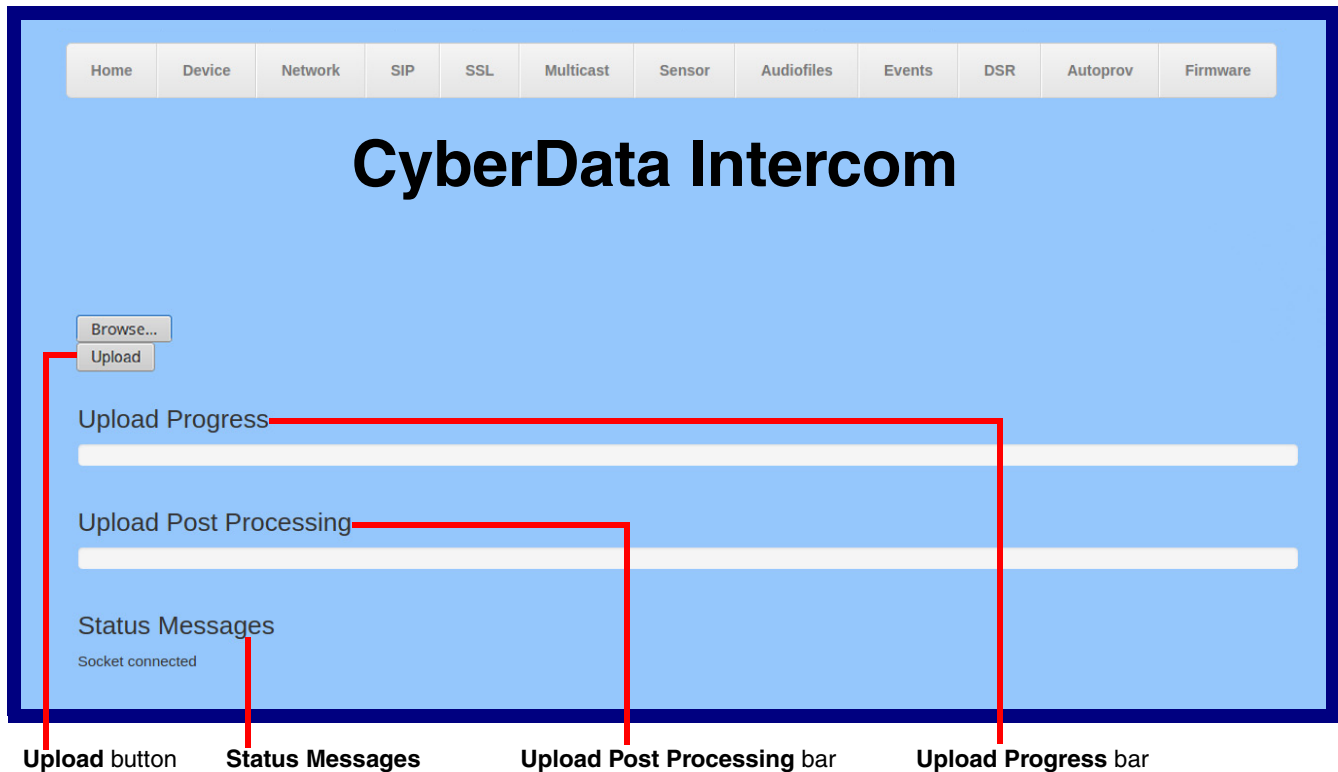 Home Device Network SIP SSL Multicast Sensor Audiofiles Events DSR Autoprov Firmware
CyberData Intercom
Browse...
Upload
Upload Progress
Upload Post Processing
Status Messages
Socket connected
Upload button Status Messages Upload Post Processing bar Upload Progress bar